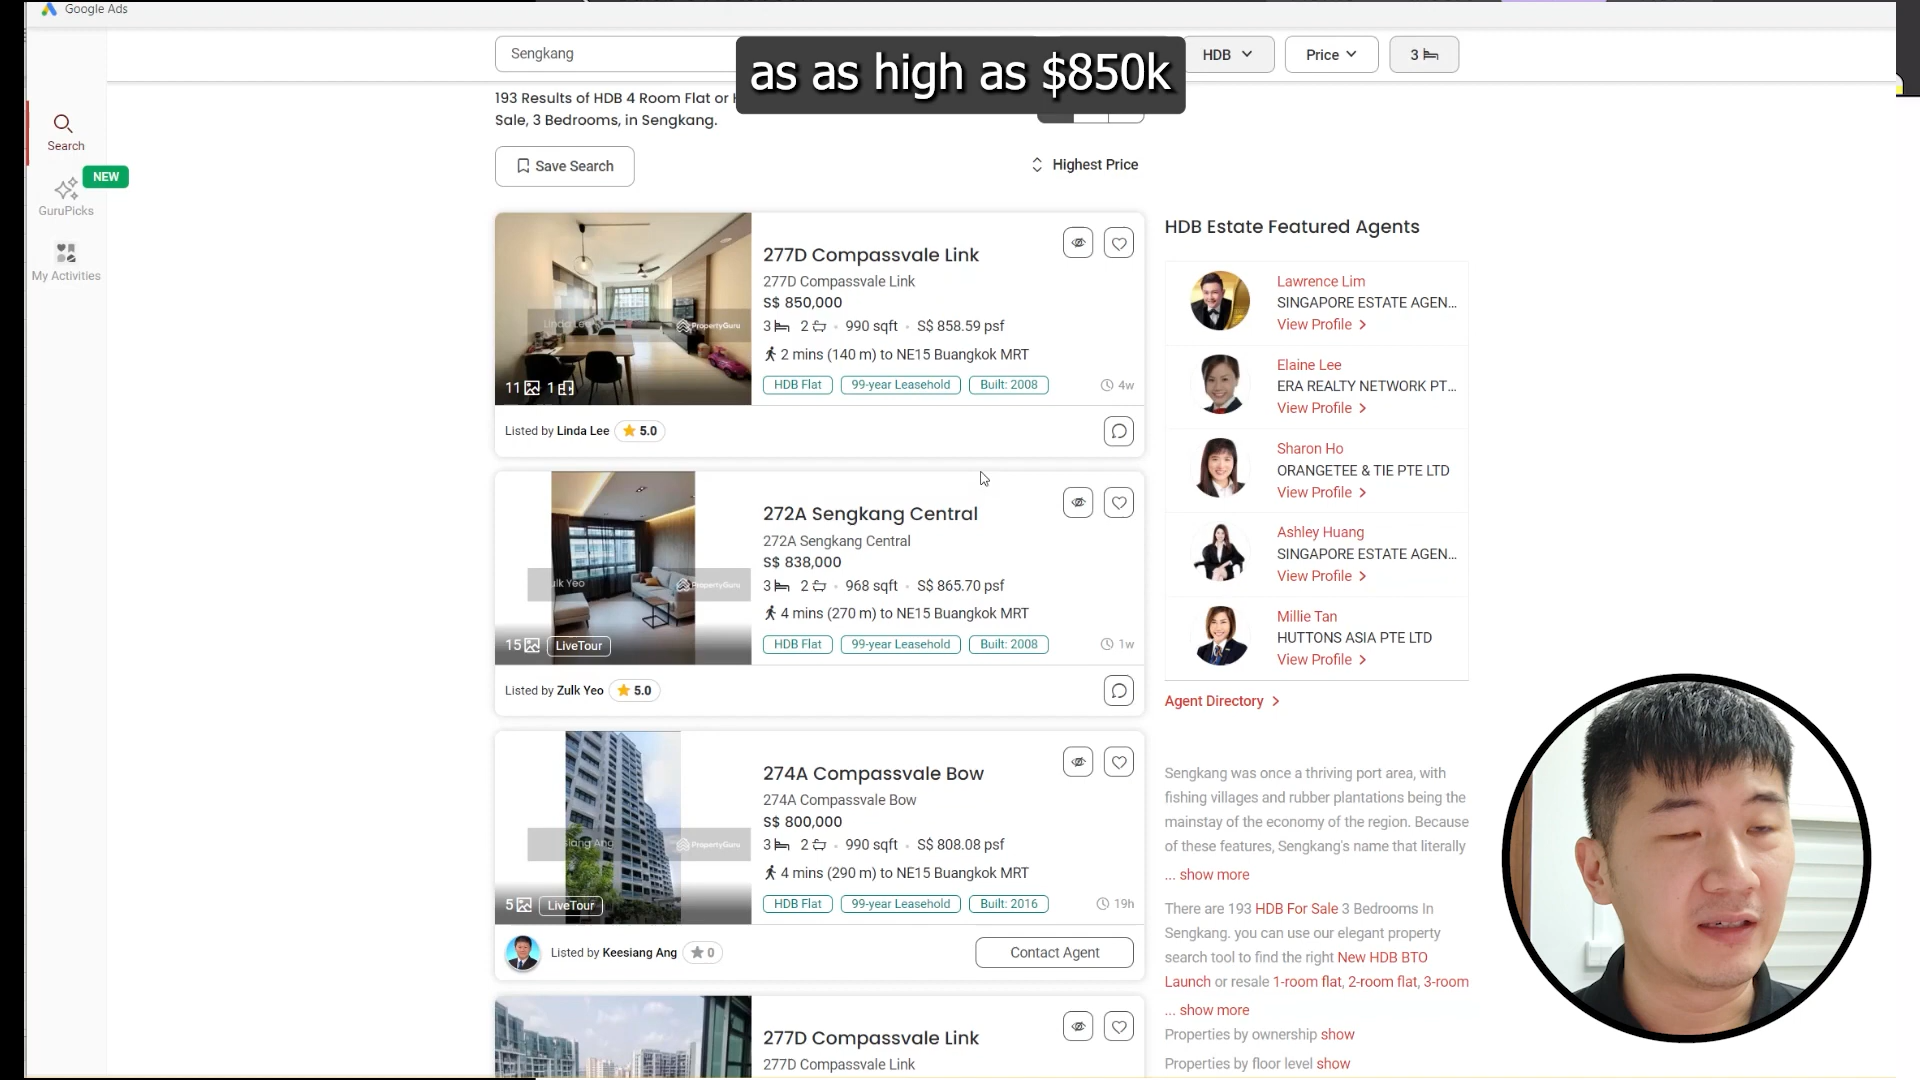 Google Ads
Sengkang
as as high as $850k
HDB
Price
3
193 Results of HDB 4 Room Flat or
Sale, 3 Bedrooms, in Sengkang.
Save Search
Highest Price
Search
NEW
GuruPicks
My Activities
277D Compassvale Link
277D Compassvale Link
S$ 850,000
3 2 · 990 sqft · S$ 858.59 psf
2 mins (140 m) to NE15 Buangkok MRT
HDB Flat 99-year Leasehold Built: 2008 4w
Linda Lee PropertyGuru
11 1
Listed by Linda Lee 5.0
272A Sengkang Central
272A Sengkang Central
S$ 838,000
3 2 · 968 sqft · S$ 865.70 psf
4 mins (270 m) to NE15 Buangkok MRT
HDB Flat 99-year Leasehold Built: 2008 1w
ulk Yeo PropertyGuru
15 LiveTour
Listed by Zulk Yeo 5.0
274A Compassvale Bow
274A Compassvale Bow
S$ 800,000
3 2 · 990 sqft · S$ 808.08 psf
4 mins (290 m) to NE15 Buangkok MRT
HDB Flat 99-year Leasehold Built: 2016 19h
siang Ang PropertyGuru
5 LiveTour
Listed by Keesiang Ang 0
Contact Agent
277D Compassvale Link
277D Compassvale Link
HDB Estate Featured Agents
Lawrence Lim
SINGAPORE ESTATE AGEN...
View Profile
Elaine Lee
ERA REALTY NETWORK PT...
View Profile
Sharon Ho
ORANGETEE & TIE PTE LTD
View Profile
Ashley Huang
SINGAPORE ESTATE AGEN...
View Profile
Millie Tan
HUTTONS ASIA PTE LTD
View Profile
Agent Directory
Sengkang was once a thriving port area, with
fishing villages and rubber plantations being the
mainstay of the economy of the region. Because
of these features, Sengkang's name that literally
... show more
There are 193 HDB For Sale 3 Bedrooms In
Sengkang. you can use our elegant property
search tool to find the right New HDB BTO
Launch or resale 1-room flat, 2-room flat, 3-room
... show more
Properties by ownership show
Properties by floor level show